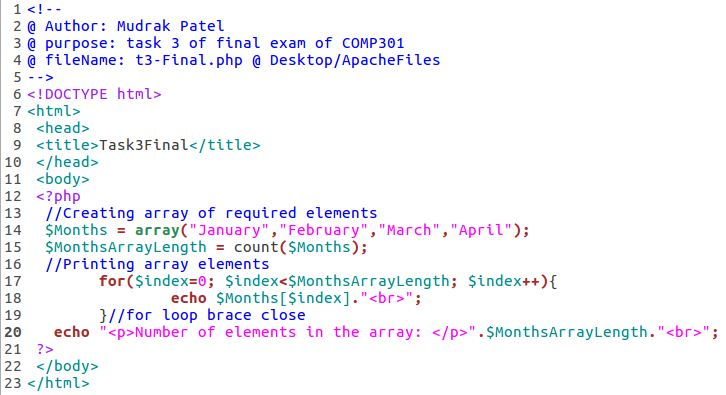 1 <!--
2 @ Author: Mudrak Patel
3 @ purpose: task 3 of final exam of COMP301
4 @ fileName: t3-Final.php @ Desktop/ApacheFiles
5 -->
6 <!DOCTYPE html>
7 <html>
8  <head>
9  <title>Task3Final</title>
10  </head>
11  <body>
12  <?php
13   //Creating array of required elements
14   $Months = array("January","February","March","April");
15   $MonthsArrayLength = count($Months);
16   //Printing array elements
17         for($index=0; $index<$MonthsArrayLength; $index++){
18                 echo $Months[$index]."<br>";
19         }//for loop brace close
20    echo "<p>Number of elements in the array: </p>".$MonthsArrayLength."<br>";
21  ?>
22  </body>
23 </html>